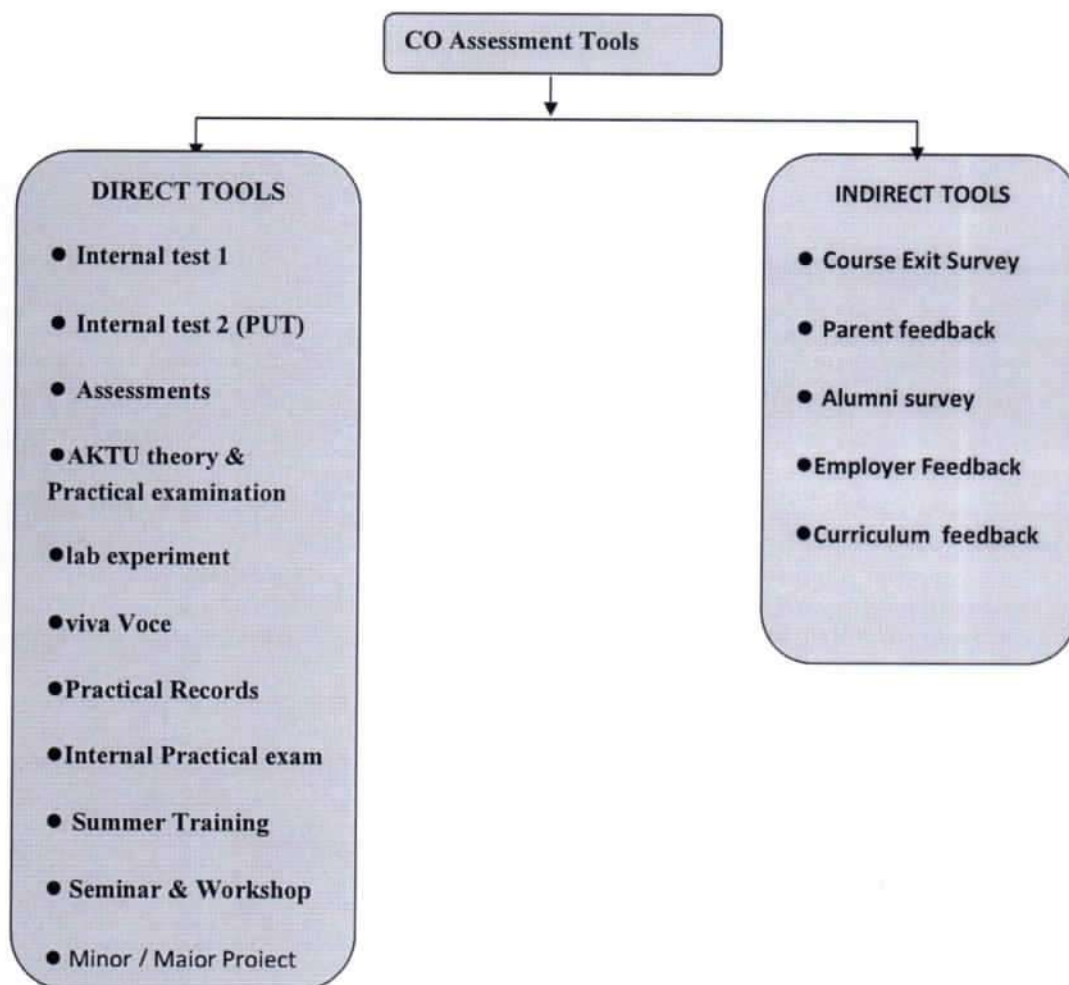 CO Assessment Tools
DIRECT TOOLS
● Internal test 1
● Internal test 2 (PUT)
● Assessments
●AKTU theory &
Practical examination
●lab experiment
●viva Voce
●Practical Records
●Internal Practical exam
● Summer Training
● Seminar & Workshop
● Minor / Major Project
INDIRECT TOOLS
● Course Exit Survey
● Parent feedback
● Alumni survey
●Employer Feedback
●Curriculum feedback